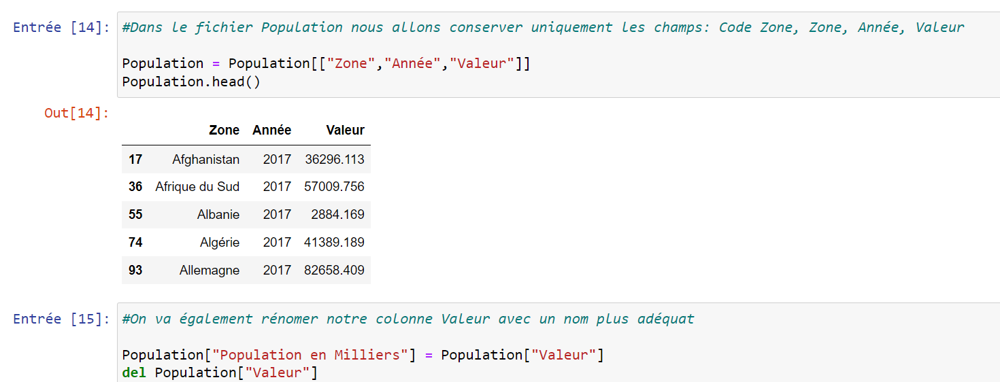 Entrée [14]: #Dans le fichier Population nous allons conserver uniquement les champs: Code Zone, Zone, Année, Valeur
Population = Population[["Zone","Année","Valeur"]]
Population.head()
Out[14]:
Zone Année Valeur
17 Afghanistan 2017 36296.113
36 Afrique du Sud 2017 57009.756
55 Albanie 2017 2884.169
74 Algérie 2017 41389.189
93 Allemagne 2017 82658.409
Entrée [15]: #On va également rénomer notre colonne Valeur avec un nom plus adéquat
Population["Population en Milliers"] = Population["Valeur"]
del Population["Valeur"]